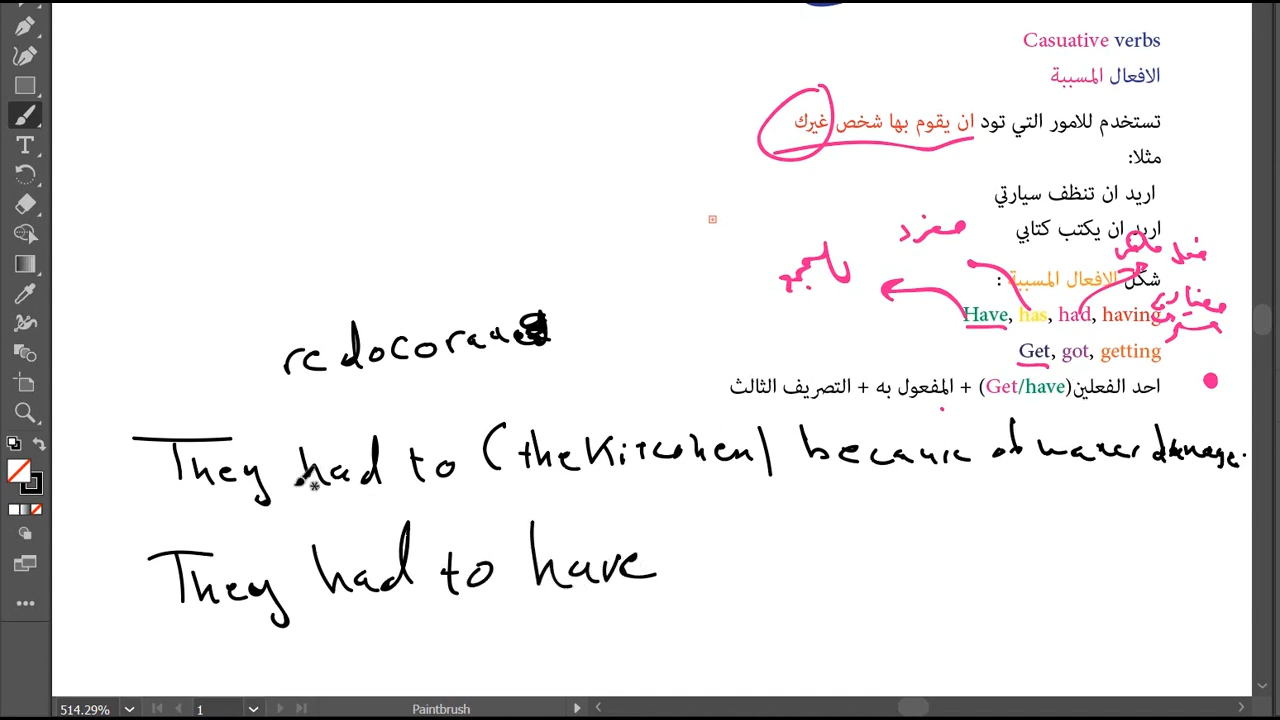 Casuative verbs
الافعال المسببة
تستخدم للامور التي تود ان يقوم بها شخص غيرك
مثلا:
اريد ان تنظف سيارتي
اريد ان يكتب كتابي
مفرد
شكل الافعال المسببة :
Have, has, had, having
Get, got, getting
احد الفعلين(Get/have) + المفعول به + التصريف الثالث
They had to (the Kitchen) because of water damage.
They had to have
514.29%
1
Paintbrush